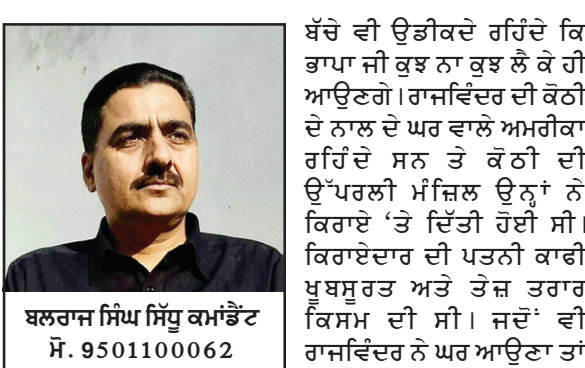 ਬੱਚੇ ਵੀ ਉਡੀਕਦੇ ਰਹਿੰਦੇ ਕਿ
ਭਾਪਾ ਜੀ ਕੁਝ ਨਾ ਕੁਝ ਲੈ ਕੇ ਹੀ
ਆਉਣਗੇ।ਰਾਜਵਿੰਦਰ ਦੀ ਕੋਠੀ
ਦੇ ਨਾਲ ਦੇ ਘਰ ਵਾਲੇ ਅਮਰੀਕਾ
ਰਹਿੰਦੇ ਸਨ ਤੇ ਕੋਠੀ ਦੀ
ਉੱਪਰਲੀ ਮੰਜ਼ਿਲ ਉਨ੍ਹਾਂ ਨੇ
ਕਿਰਾਏ ‘ਤੇ ਦਿੱਤੀ ਹੋਈ ਸੀ।
ਕਿਰਾਏਦਾਰ ਦੀ ਪਤਨੀ ਕਾਫੀ
ਖੂਬਸੂਰਤ ਅਤੇ ਤੇਜ਼ ਤਰਾਰ
ਕਿਸਮ ਦੀ ਸੀ। ਜਦੋਂ ਵੀ
ਰਾਜਵਿੰਦਰ ਨੇ ਘਰ ਆਉਣਾ ਤਾਂ
ਬਲਰਾਜ ਸਿੰਘ ਸਿੱਧੂ ਕਮਾਂਡੈਂਟ
ਮੋ. 9501100062